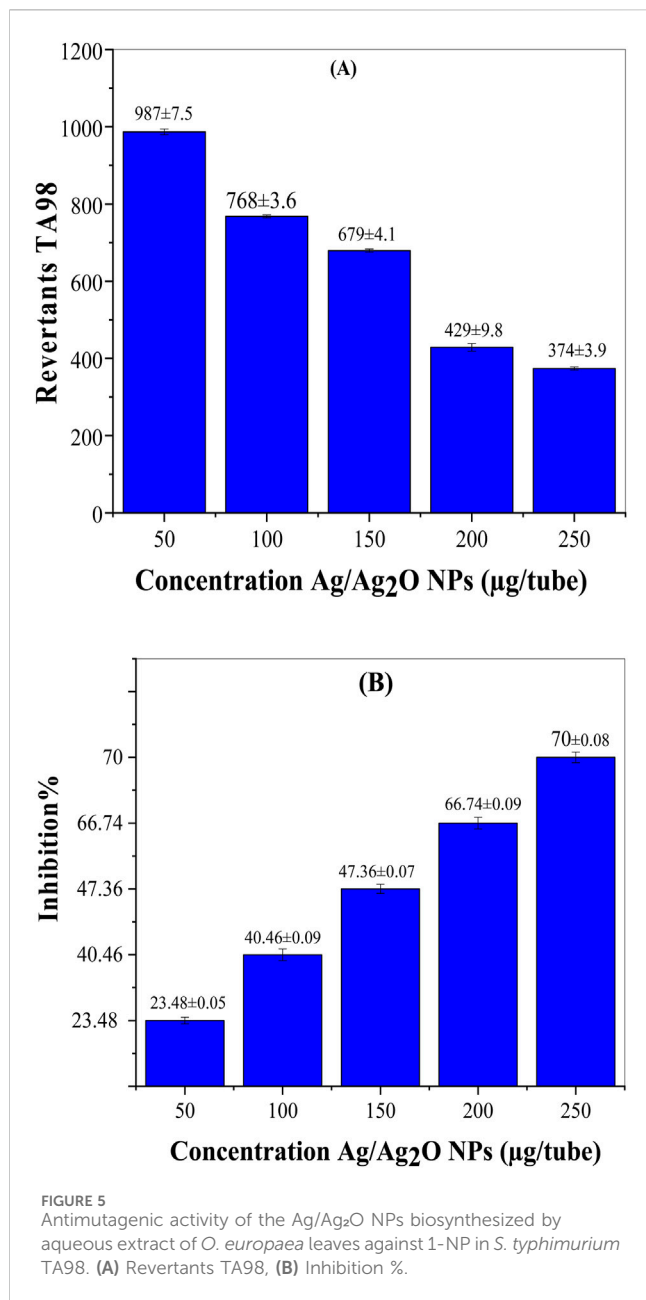 (A)
1200
1000
800
600
400
200
0
Revertants TA98
987±7.5
768±3.6
679±4.1
429±9.8
374±3.9
50 100 150 200 250
Concentration Ag/Ag2O NPs (µg/tube)
(B)
70
66.74
47.36
40.46
23.48
Inhibition%
23.48±0.05
40.46±0.09
47.36±0.07
66.74±0.09
70±0.08
50 100 150 200 250
Concentration Ag/Ag2O NPs (µg/tube)
FIGURE 5
Antimutagenic activity of the Ag/Ag₂O NPs biosynthesized by
aqueous extract of O. europaea leaves against 1-NP in S. typhimurium
TA98. (A) Revertants TA98, (B) Inhibition %.